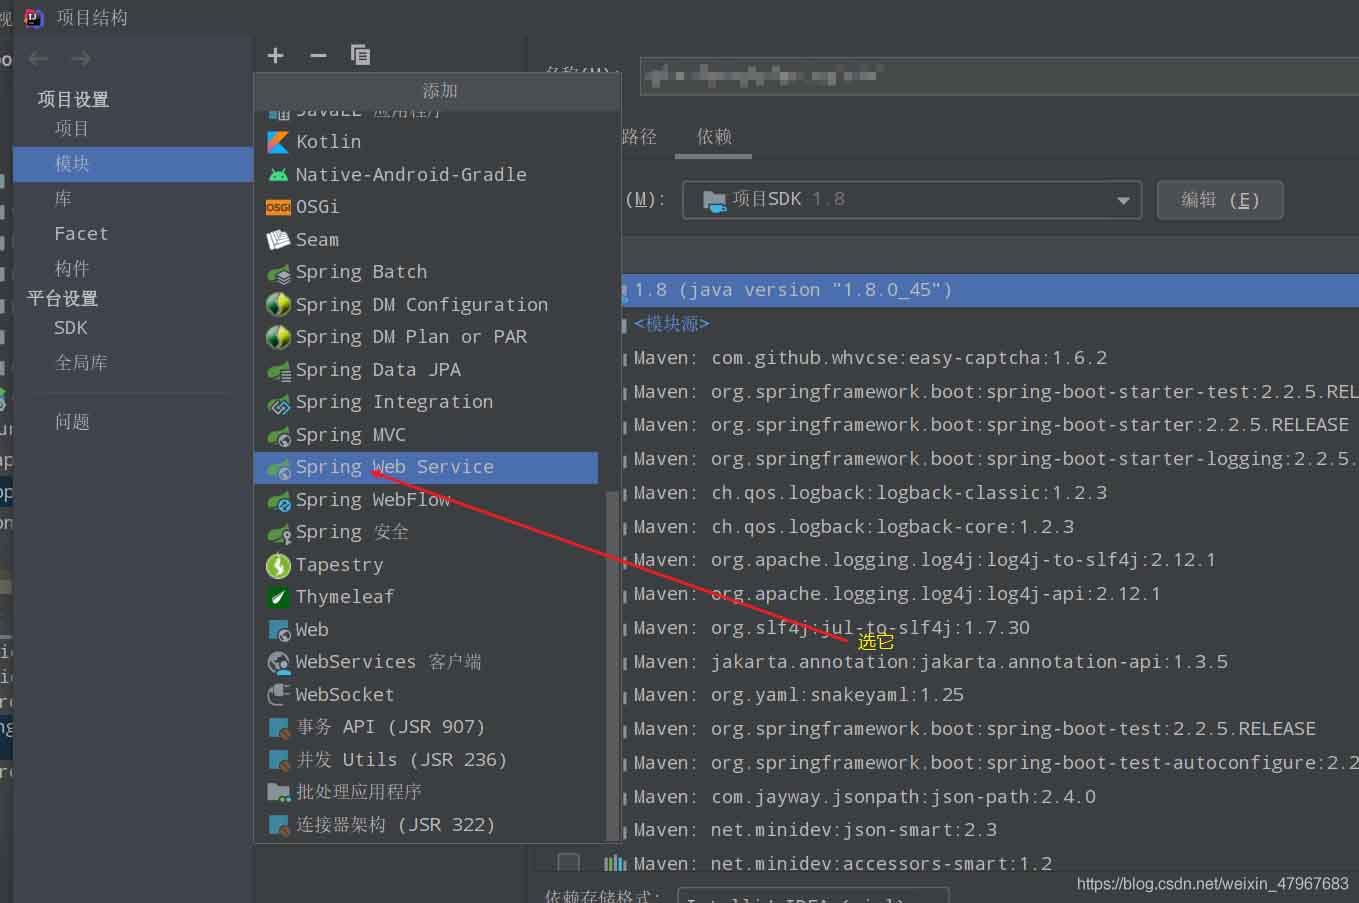 项目结构
项目设置
项目
模块
库
Facet
构件
平台设置
SDK
全局库
问题
添加
JavaEE 应用程序
Kotlin
Native-Android-Gradle
OSGi
Seam
Spring Batch
Spring DM Configuration
Spring DM Plan or PAR
Spring Data JPA
Spring Integration
Spring MVC
Spring Web Service
Spring WebFlow
Spring 安全
Tapestry
Thymeleaf
Web
WebServices 客户端
WebSocket
事务 API (JSR 907)
并发 Utils (JSR 236)
批处理应用程序
连接器架构 (JSR 322)
名称(M):
路径
依赖
(M):
项目SDK 1.8
编辑 (E)
1.8 (java version "1.8.0_45")
<模块源>
Maven: com.github.whvcse:easy-captcha:1.6.2
Maven: org.springframework.boot:spring-boot-starter-test:2.2.5.REL
Maven: org.springframework.boot:spring-boot-starter:2.2.5.RELEASE
Maven: org.springframework.boot:spring-boot-starter-logging:2.2.5.
Maven: ch.qos.logback:logback-classic:1.2.3
Maven: ch.qos.logback:logback-core:1.2.3
Maven: org.apache.logging.log4j:log4j-to-slf4j:2.12.1
Maven: org.apache.logging.log4j:log4j-api:2.12.1
Maven: org.slf4j:jul-to-slf4j:1.7.30
选它
Maven: jakarta.annotation:jakarta.annotation-api:1.3.5
Maven: org.yaml:snakeyaml:1.25
Maven: org.springframework.boot:spring-boot-test:2.2.5.RELEASE
Maven: org.springframework.boot:spring-boot-test-autoconfigure:2.2
Maven: com.jayway.jsonpath:json-path:2.4.0
Maven: net.minidev:json-smart:2.3
Maven: net.minidev:accessors-smart:1.2
依赖存储格式:
IntelliJ IDEA (.iml)
https://blog.csdn.net/weixin_47967683